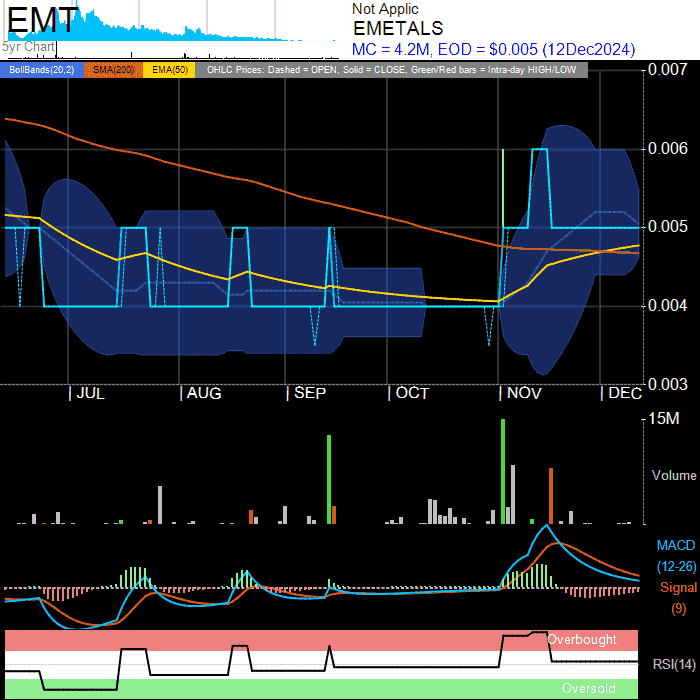 EMT
5yr Chart
Not Applic
EMETALS
MC = 4.2M, EOD = $0.005 (12Dec2024)
BollBands(20,2) SMA(200) EMA(50) OHLC Prices: Dashed = OPEN, Solid = CLOSE, Green/Red bars = Intra-day HIGH/LOW
0.007
0.006
0.005
0.004
0.003
| JUL | AUG | SEP | OCT | NOV | DEC
15M
Volume
MACD
(12-26)
Signal
(9)
Overbought
RSI(14)
Oversold